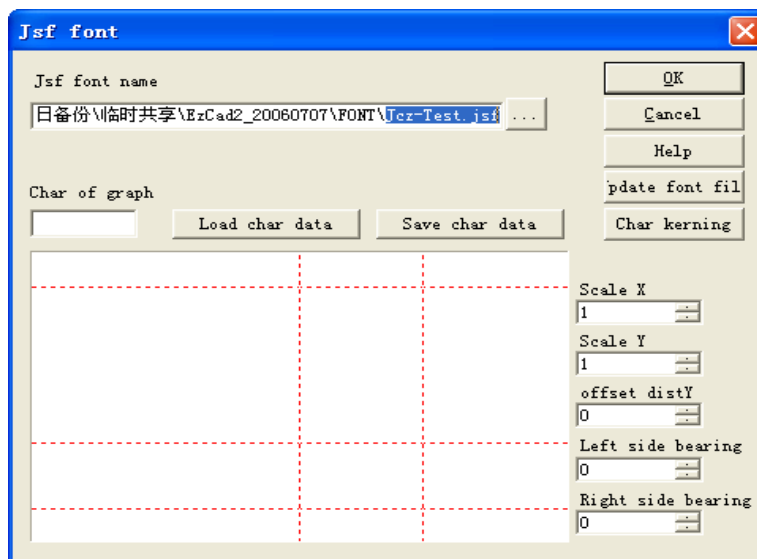 Jsf font
Jsf font name
日备份\临时共享\EzCad2_20060707\FONT\Jcz-Test.jsf
...
OK
Cancel
Help
pdate font fil
Char of graph
Load char data
Save char data
Char kerning
Scale X
1
Scale Y
1
offset distY
0
Left side bearing
0
Right side bearing
0